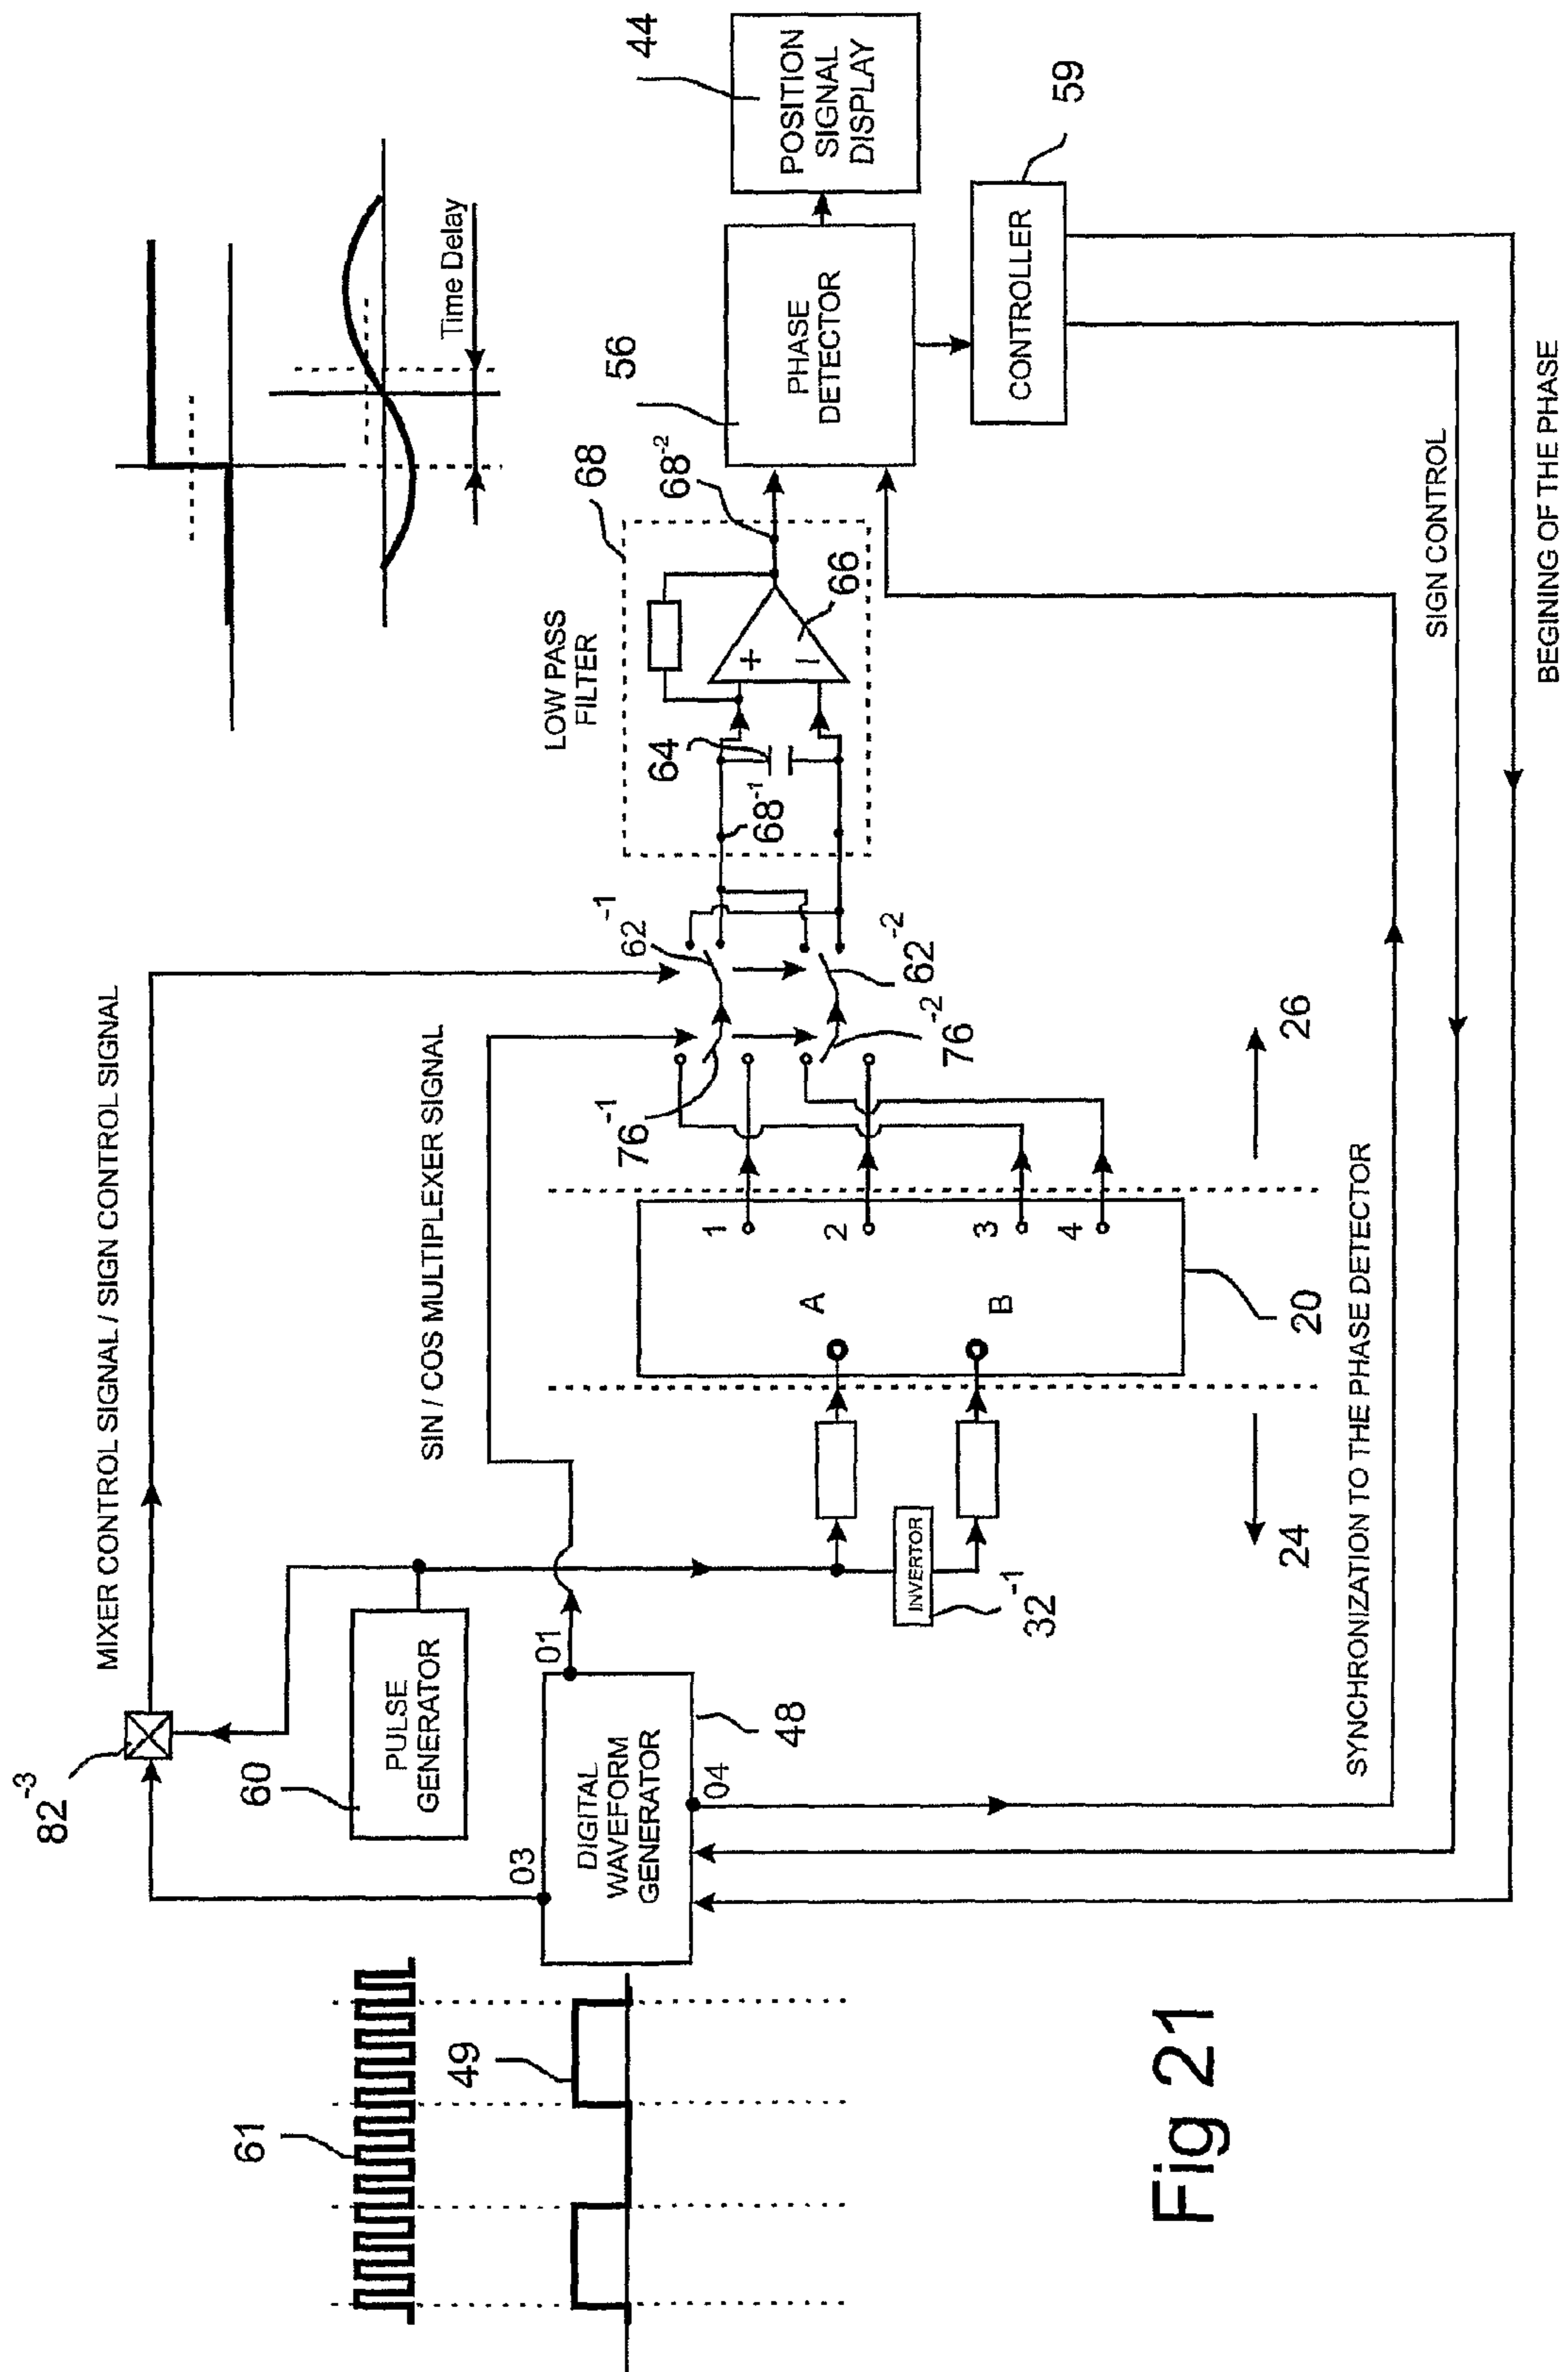 MIXER CONTROL SIGNAL / SIGN CONTROL SIGNAL
82-3
60
PULSE
GENERATOR
61
49
03
01
DIGITAL
WAVEFORM
GENERATOR
48
04
SIN / COS MULTIPLEXER SIGNAL
INVERTOR
32-1
A
B
1
2
3
4
20
24
26
76-1
76-2
62-1
62-2
LOW PASS
FILTER
68
68-1
64
+
−
66
68-2
56
PHASE
DETECTOR
44
POSITION
SIGNAL
DISPLAY
CONTROLLER
59
Time Delay
SYNCHRONIZATION TO THE PHASE DETECTOR
SIGN CONTROL
BEGINING OF THE PHASE
Fig 21